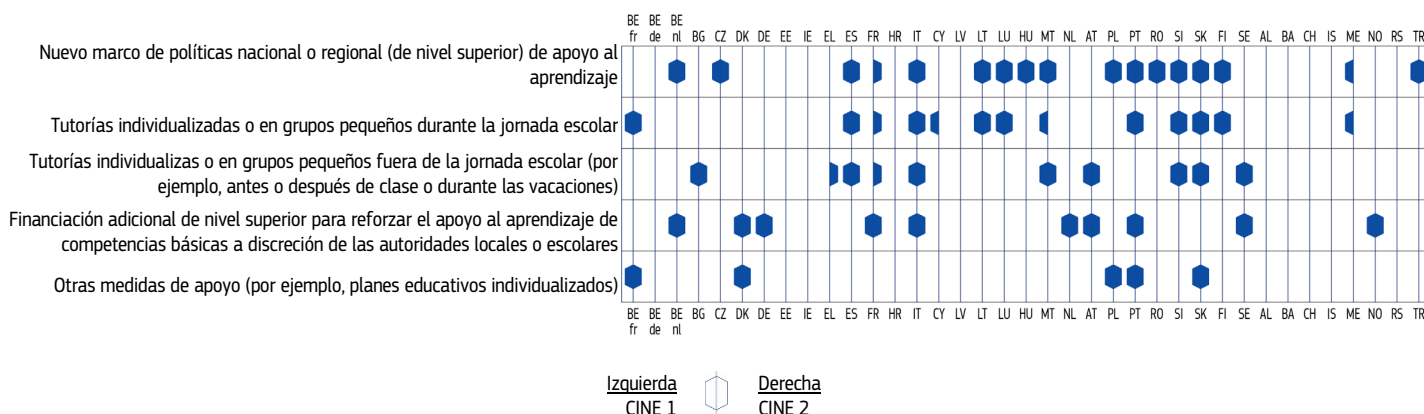 BE fr BE de BE nl BG CZ DK DE EE IE EL ES FR HR IT CY LV LT LU HU MT NL AT PL PT RO SI SK FI SE AL BA CH IS ME NO RS TR
Nuevo marco de políticas nacional o regional (de nivel superior) de apoyo al
aprendizaje
Tutorías individualizadas o en grupos pequeños durante la jornada escolar
Tutorías individualizas o en grupos pequeños fuera de la jornada escolar (por
ejemplo, antes o después de clase o durante las vacaciones)
Financiación adicional de nivel superior para reforzar el apoyo al aprendizaje de
competencias básicas a discreción de las autoridades locales o escolares
Otras medidas de apoyo (por ejemplo, planes educativos individualizados)
BE fr BE de BE nl BG CZ DK DE EE IE EL ES FR HR IT CY LV LT LU HU MT NL AT PL PT RO SI SK FI SE AL BA CH IS ME NO RS TR
Izquierda Derecha
CINE 1 CINE 2